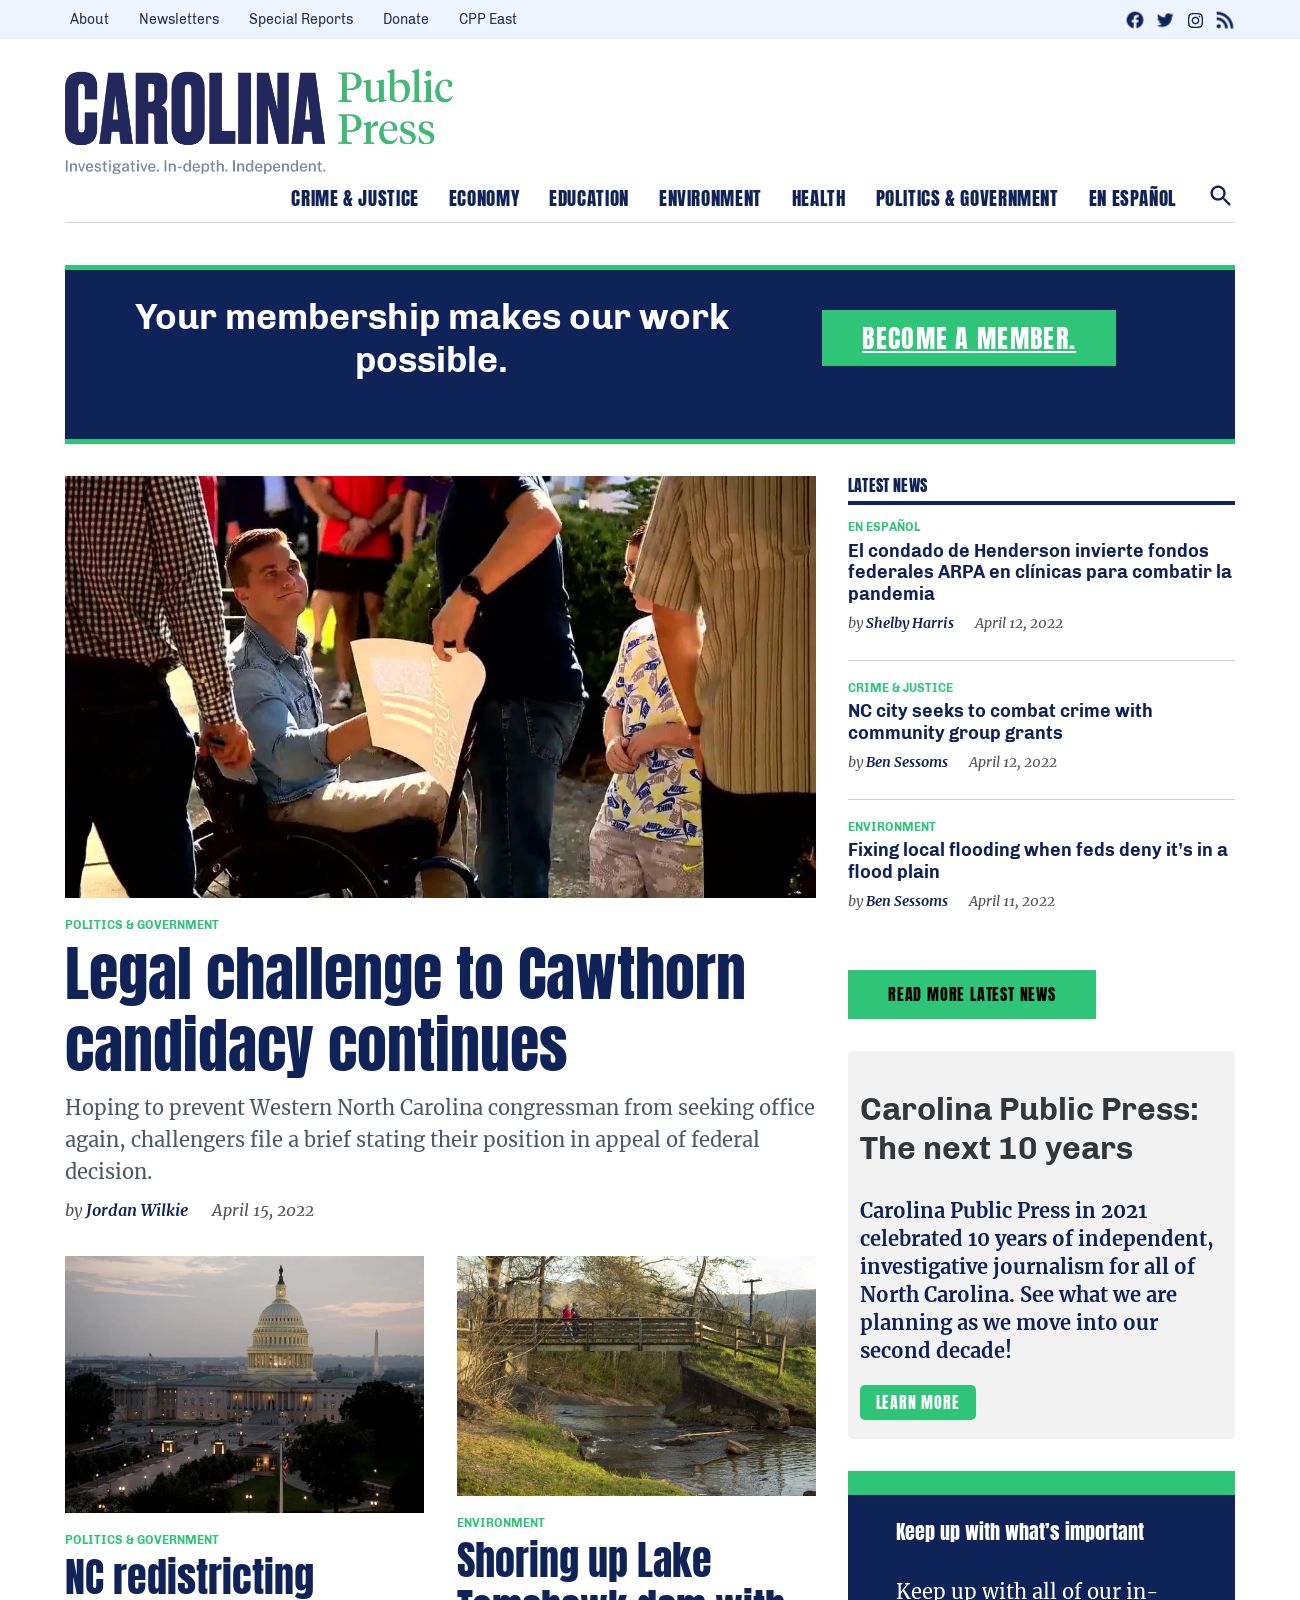 About
Newsletters
Special Reports
Donate
CPP East
CAROLINA
Public
Press
Investigative. In-depth. Independent.
CRIME & JUSTICE
ECONOMY
EDUCATION
ENVIRONMENT
HEALTH
POLITICS & GOVERNMENT
EN ESPAÑOL
Your membership makes our work
possible.
BECOME A MEMBER.
POLITICS & GOVERNMENT
Legal challenge to Cawthorn
candidacy continues
Hoping to prevent Western North Carolina congressman from seeking office
again, challengers file a brief stating their position in appeal of federal
decision.
by Jordan Wilkie April 15, 2022
POLITICS & GOVERNMENT
NC redistricting
ENVIRONMENT
Shoring up Lake
Tomahawk dam with
LATEST NEWS
EN ESPAÑOL
El condado de Henderson invierte fondos
federales ARPA en clínicas para combatir la
pandemia
by Shelby Harris April 12, 2022
CRIME & JUSTICE
NC city seeks to combat crime with
community group grants
by Ben Sessoms April 12, 2022
ENVIRONMENT
Fixing local flooding when feds deny it’s in a
flood plain
by Ben Sessoms April 11, 2022
READ MORE LATEST NEWS
Carolina Public Press:
The next 10 years
Carolina Public Press in 2021
celebrated 10 years of independent,
investigative journalism for all of
North Carolina. See what we are
planning as we move into our
second decade!
LEARN MORE
Keep up with what’s important
Keep up with all of our in-